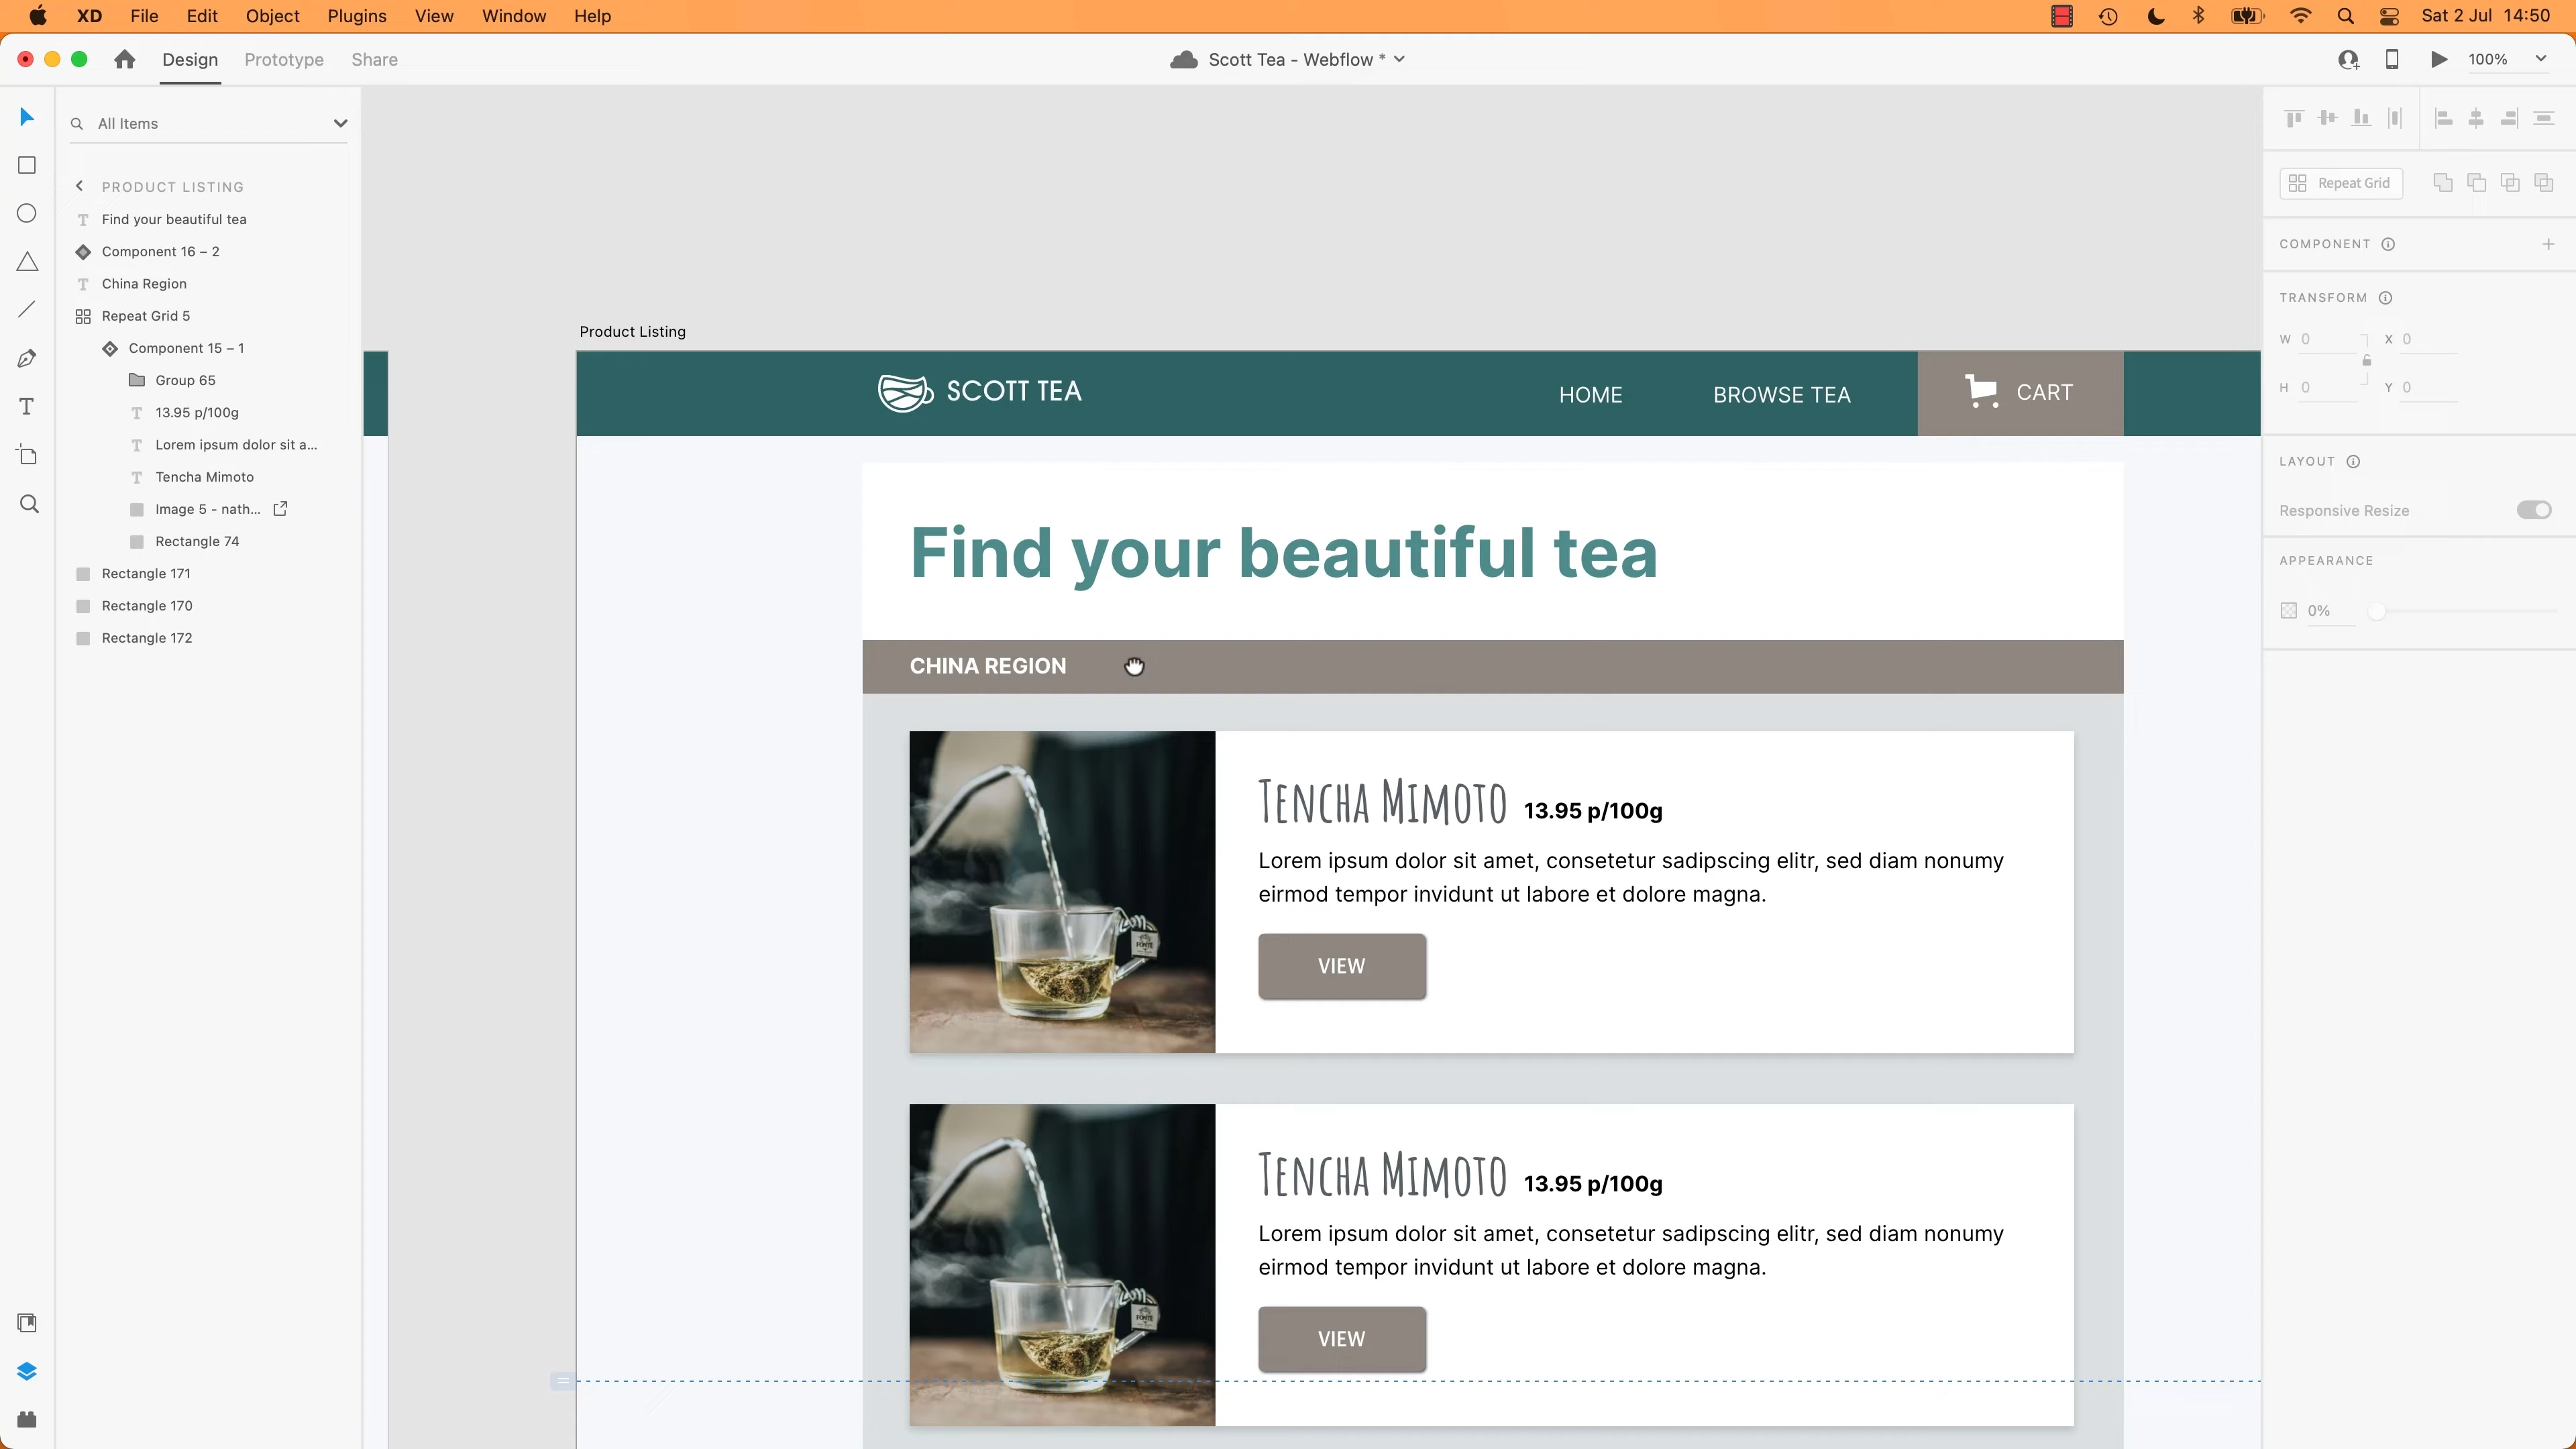 XD File Edit Object Plugins View Window Help Sat 2 Jul 14:50
Design Prototype Share Scott Tea - Webflow * 100%
All Items
PRODUCT LISTING
Find your beautiful tea
Component 16 – 2
China Region
Repeat Grid 5
Component 15 – 1
Group 65
13.95 p/100g
Lorem ipsum dolor sit a...
Tencha Mimoto
Image 5 - nath...
Rectangle 74
Rectangle 171
Rectangle 170
Rectangle 172
Product Listing
SCOTT TEA HOME BROWSE TEA CART
Find your beautiful tea
CHINA REGION
TENCHA MIMOTO 13.95 p/100g
Lorem ipsum dolor sit amet, consetetur sadipscing elitr, sed diam nonumy
eirmod tempor invidunt ut labore et dolore magna.
VIEW
FONTE
TENCHA MIMOTO 13.95 p/100g
Lorem ipsum dolor sit amet, consetetur sadipscing elitr, sed diam nonumy
eirmod tempor invidunt ut labore et dolore magna.
VIEW
FONTE
Repeat Grid
COMPONENT
TRANSFORM
W 0 X 0
H 0 Y 0
LAYOUT
Responsive Resize
APPEARANCE
0%